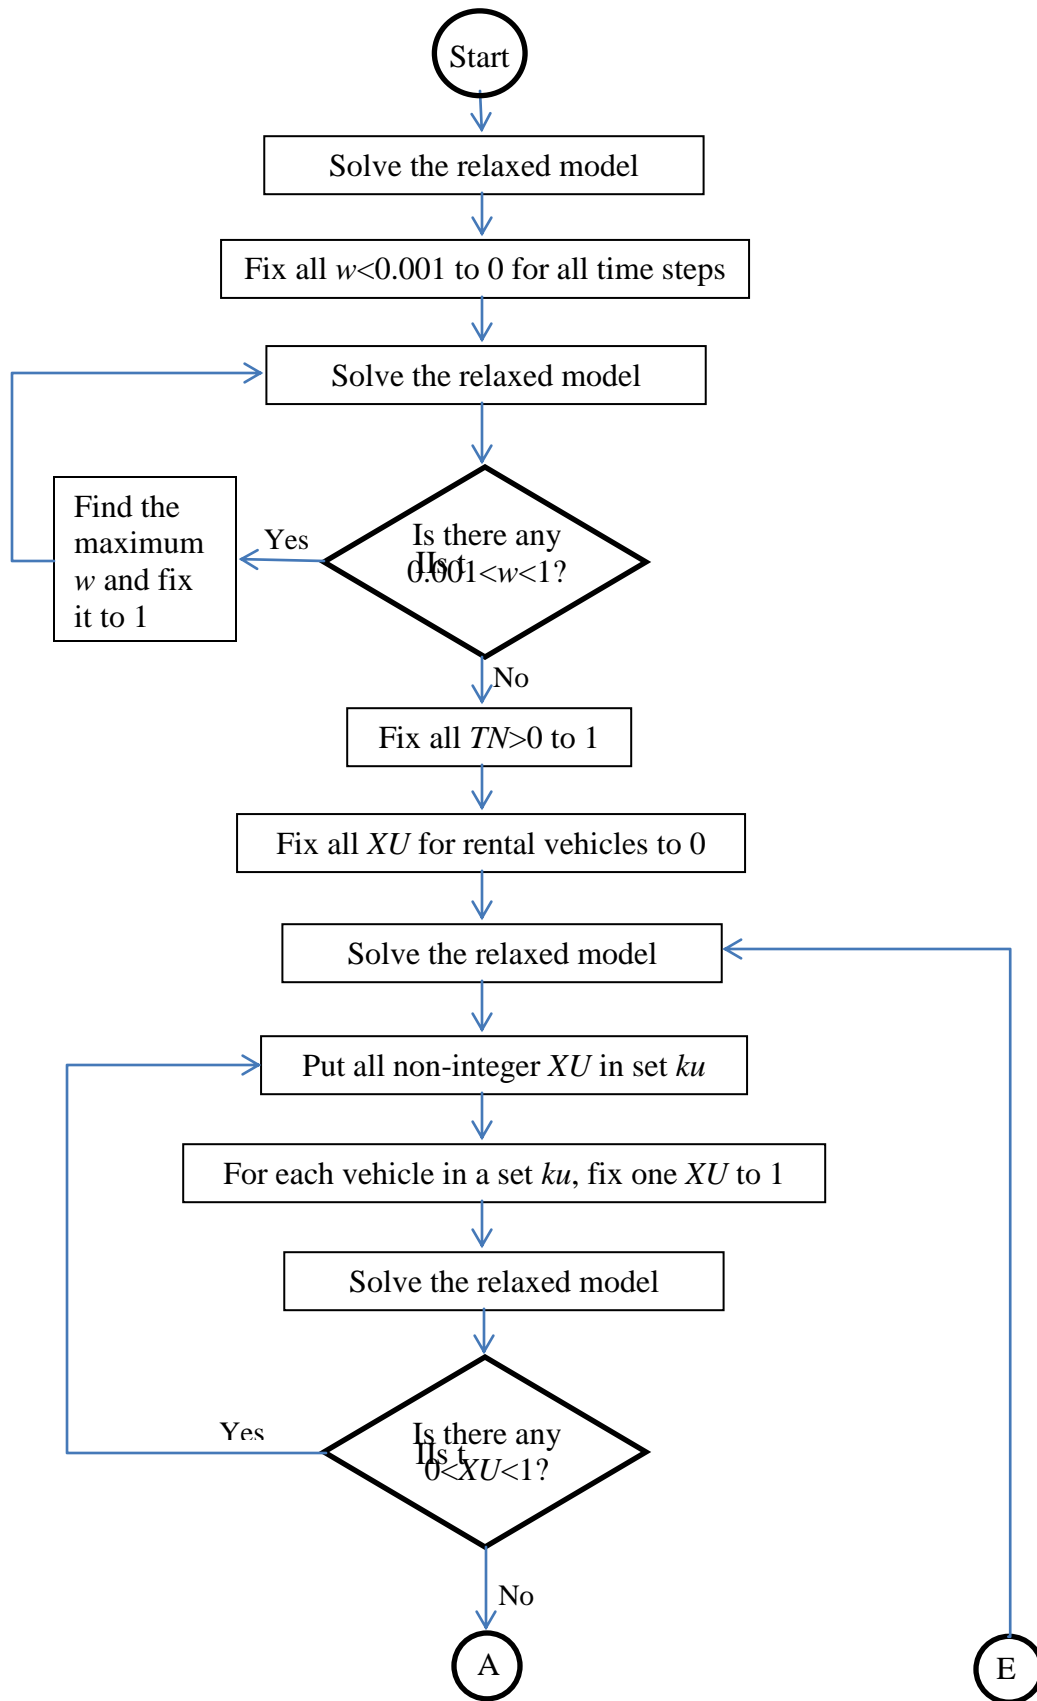 Start
Solve the relaxed model
Fix all w<0.001 to 0 for all time steps
Solve the relaxed model
Find the
maximum
w and fix
it to 1
Yes
Is there any
IIs t
0.001<w<1?
No
Fix all TN>0 to 1
Fix all XU for rental vehicles to 0
Solve the relaxed model
Put all non-integer XU in set ku
For each vehicle in a set ku, fix one XU to 1
Solve the relaxed model
Yes
Is there any
IIs t
0<XU<1?
No
A
E